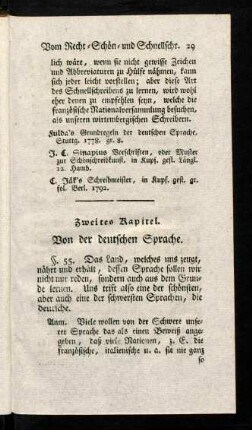 Vom Recht-Schön- und Schnellschr. 29
lich wäre, wenn sie nicht gewisse Zeichen
und Abbreviaturen zu Hülfe nähmen, kann
sich jeder leicht vorstellen; aber diese Art
des Schnellschreibens zu lernen, wird wohl
eher denen zu empfehlen seyn, welche die
französische Nationalversammlung besuchen,
als unsern wirtembergischen Schreibern.
Fulda's Grundregeln der deutschen Sprache.
Stuttg. 1778. gr. 8.
J. C. Sinapius Vorschriften, oder Muster
zur Schönschreibkunst, in Kupf. gest. Längl.
12. Hamb.
C. Jäk's Schreibmeister, in Kupf. gest. gr.
fol. Berl. 1792.
Zweites Kapitel.
Von der deutschen Sprache.
§. 55. Das Land, welches uns zeugt,
nährt und erhält, dessen Sprache sollen wir
nicht nur reden, sondern auch aus dem Grun-
de lernen. Uns trift also eine der schönsten,
aber auch eine der schwersten Sprachen, die
deutsche.
Anm. Viele wollen von der Schwere unse-
rer Sprache das als einen Beweiß ange-
geben, daß viele Nationen, z. E. die
französische, italienische u. a. sie nie ganz
so